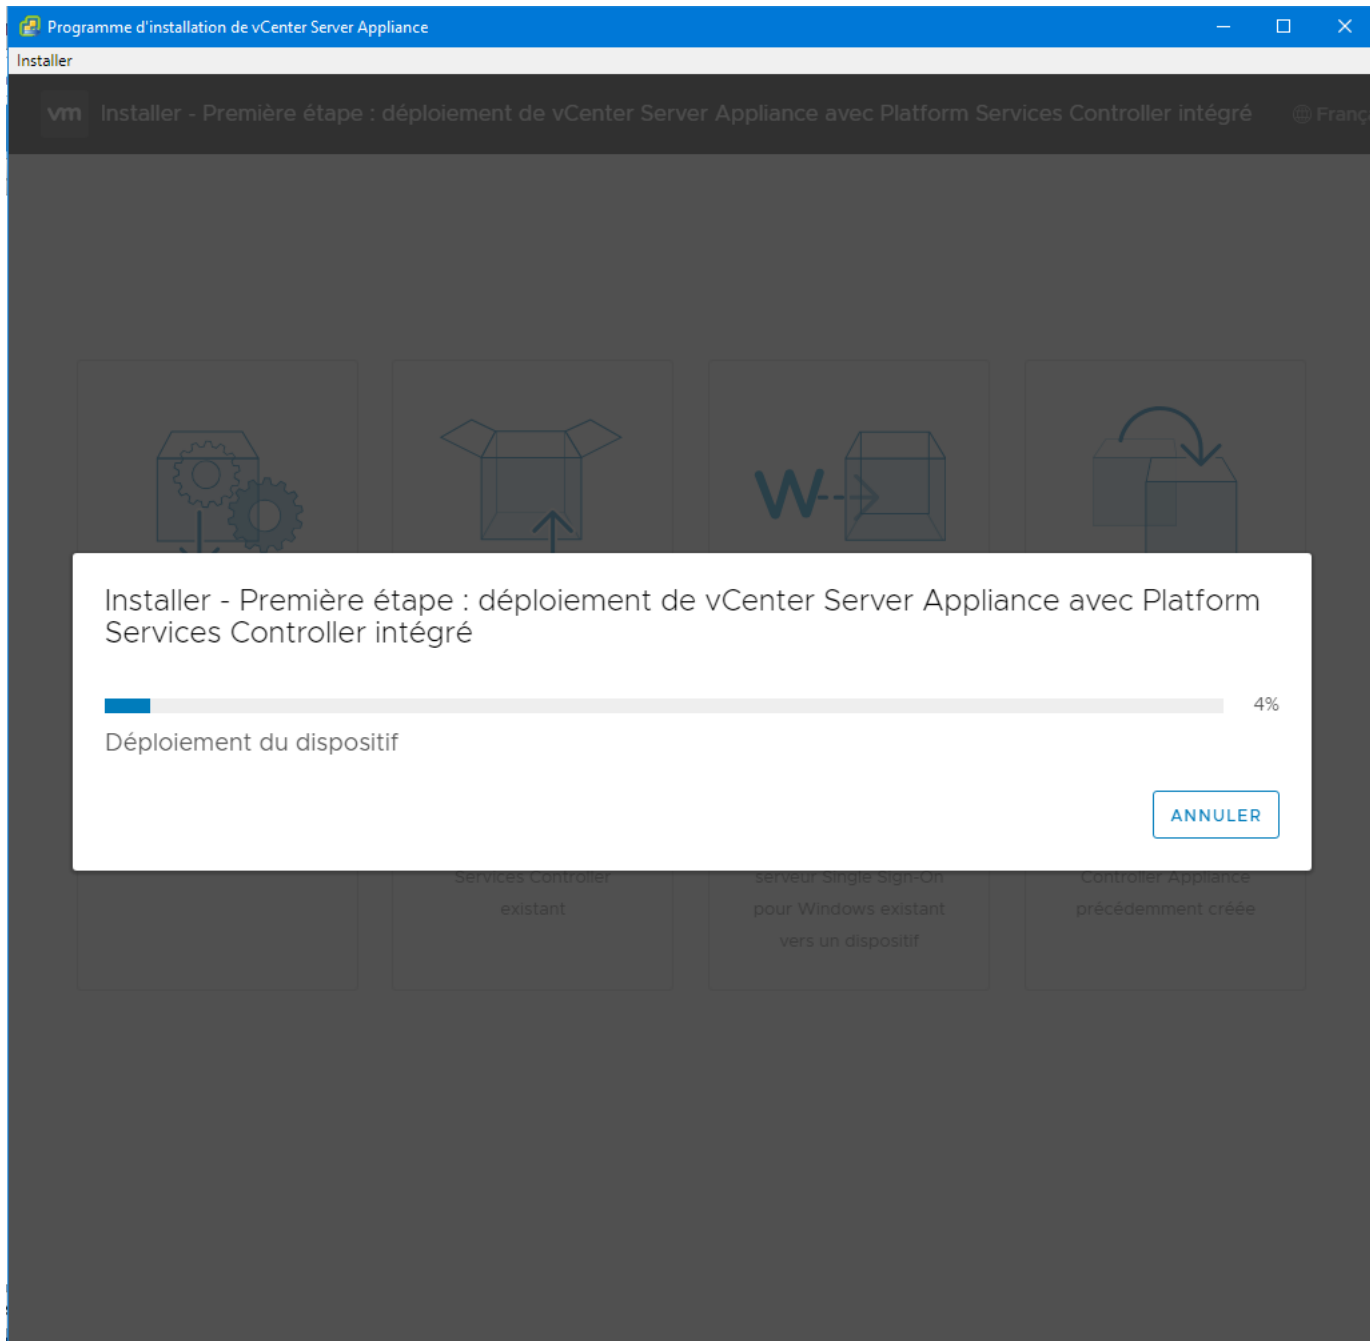 Programme d'installation de vCenter Server Appliance
Installer
vm Installer - Première étape : déploiement de vCenter Server Appliance avec Platform Services Controller intégré
Installer - Première étape : déploiement de vCenter Server Appliance avec Platform
Services Controller intégré
4%
Déploiement du dispositif
ANNULER
Services Controller
existant
serveur Single Sign-On
pour Windows existant
vers un dispositif
Controller Appliance
précédemment créée